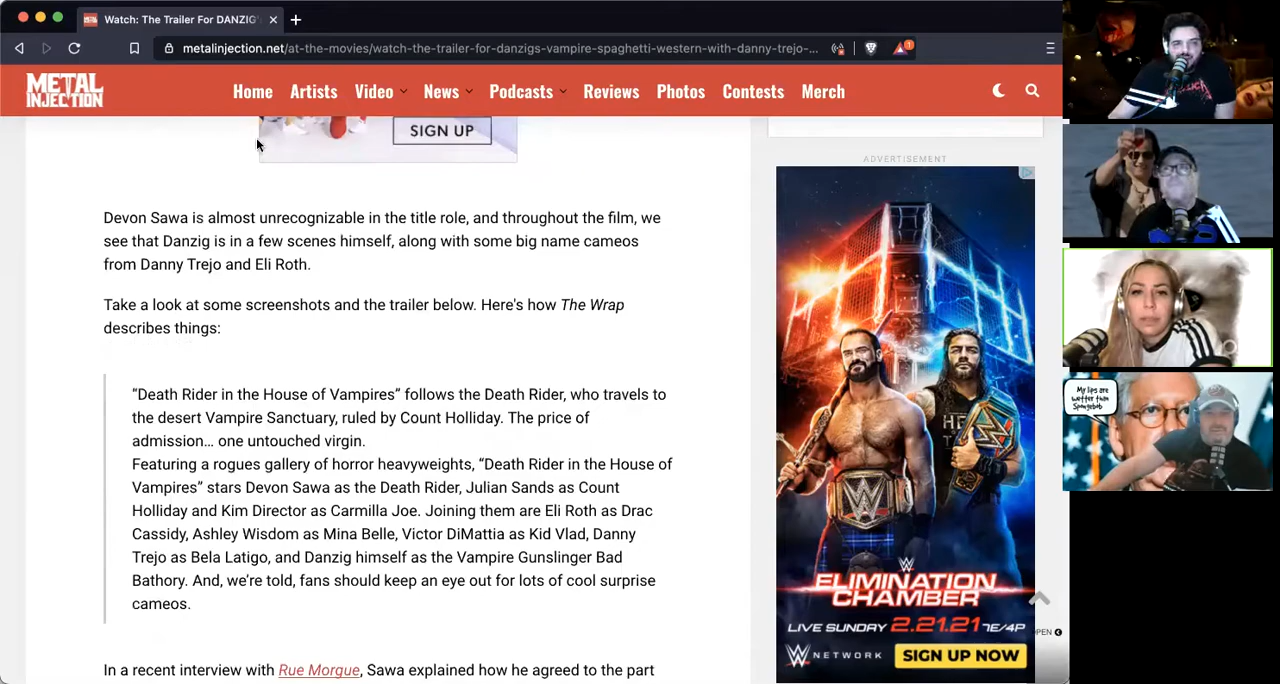 Watch: The Trailer For DANZIG'
metalinjection.net/at-the-movies/watch-the-trailer-for-danzigs-vampire-spaghetti-western-with-danny-trejo-...
METAL
INJECTION
Home Artists Video News Podcasts Reviews Photos Contests Merch
SIGN UP
Devon Sawa is almost unrecognizable in the title role, and throughout the film, we
see that Danzig is in a few scenes himself, along with some big name cameos
from Danny Trejo and Eli Roth.
Take a look at some screenshots and the trailer below. Here's how The Wrap
describes things:
“Death Rider in the House of Vampires” follows the Death Rider, who travels to
the desert Vampire Sanctuary, ruled by Count Holliday. The price of
admission… one untouched virgin.
Featuring a rogues gallery of horror heavyweights, “Death Rider in the House of
Vampires” stars Devon Sawa as the Death Rider, Julian Sands as Count
Holliday and Kim Director as Carmilla Joe. Joining them are Eli Roth as Drac
Cassidy, Ashley Wisdom as Mina Belle, Victor DiMattia as Kid Vlad, Danny
Trejo as Bela Latigo, and Danzig himself as the Vampire Gunslinger Bad
Bathory. And, we’re told, fans should keep an eye out for lots of cool surprise
cameos.
In a recent interview with Rue Morgue, Sawa explained how he agreed to the part
ADVERTISEMENT
ELIMINATION
CHAMBER
LIVE SUNDAY 2.21.21 7E/4P
NETWORK
SIGN UP NOW
OPEN
My lips are
wetter than
Spongebob